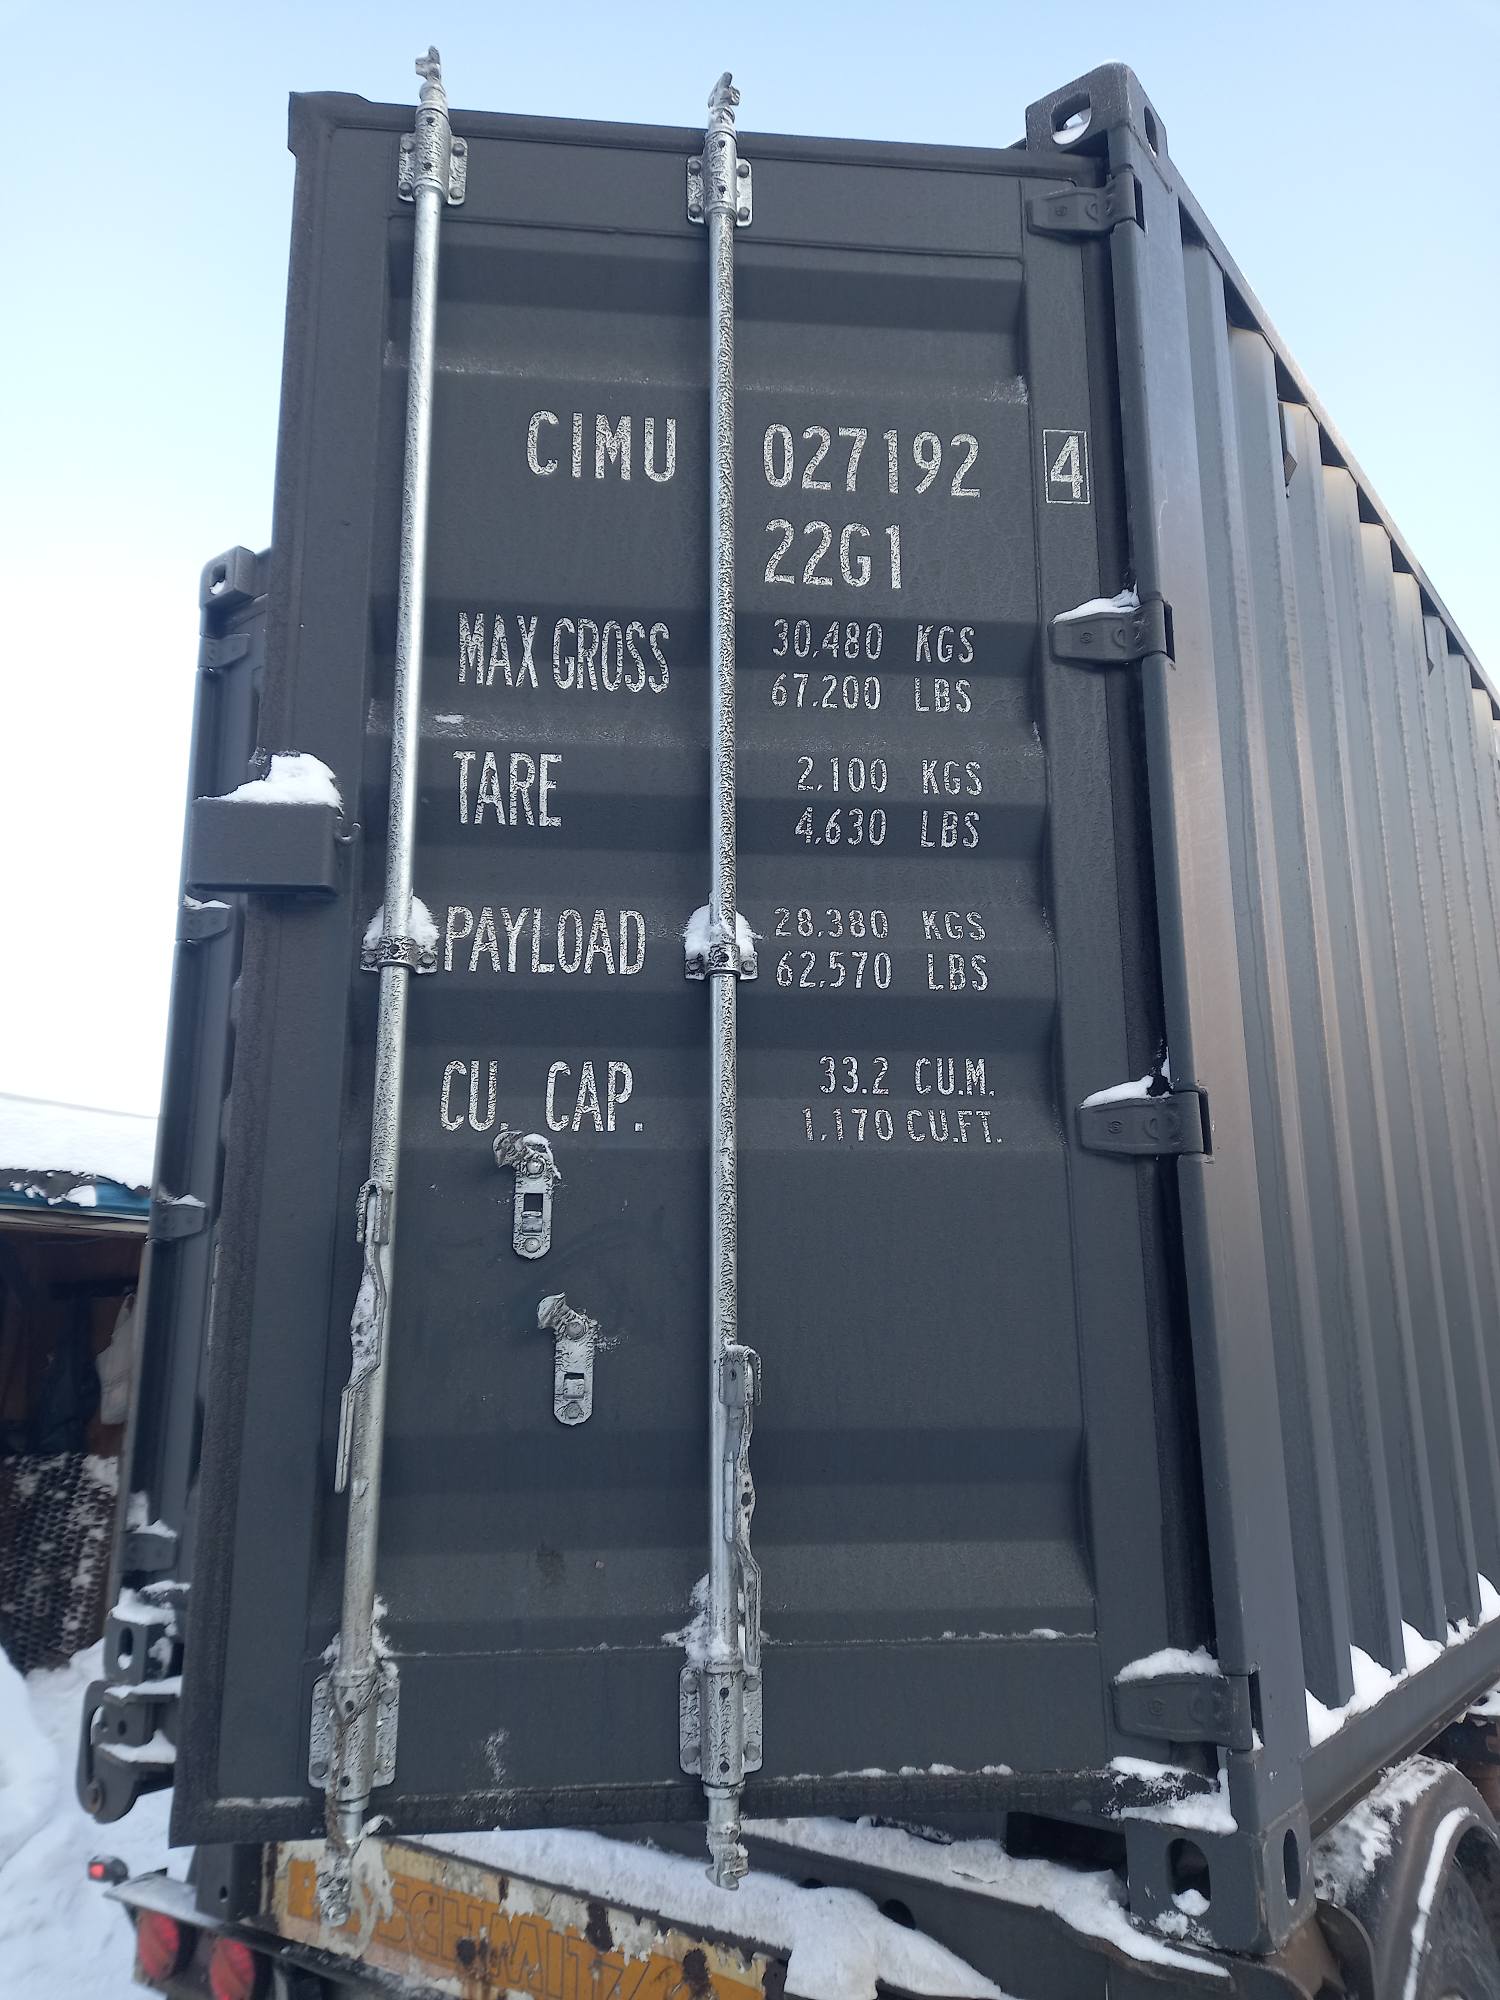 CIMU 027192 4
22G1
MAX GROSS 30.480 KGS
67.200 LBS
TARE 2.100 KGS
4.630 LBS
PAYLOAD 28.380 KGS
62.570 LBS
CU. CAP. 33.2 CU.M.
1.170 CU.FT.
SCHMITZ